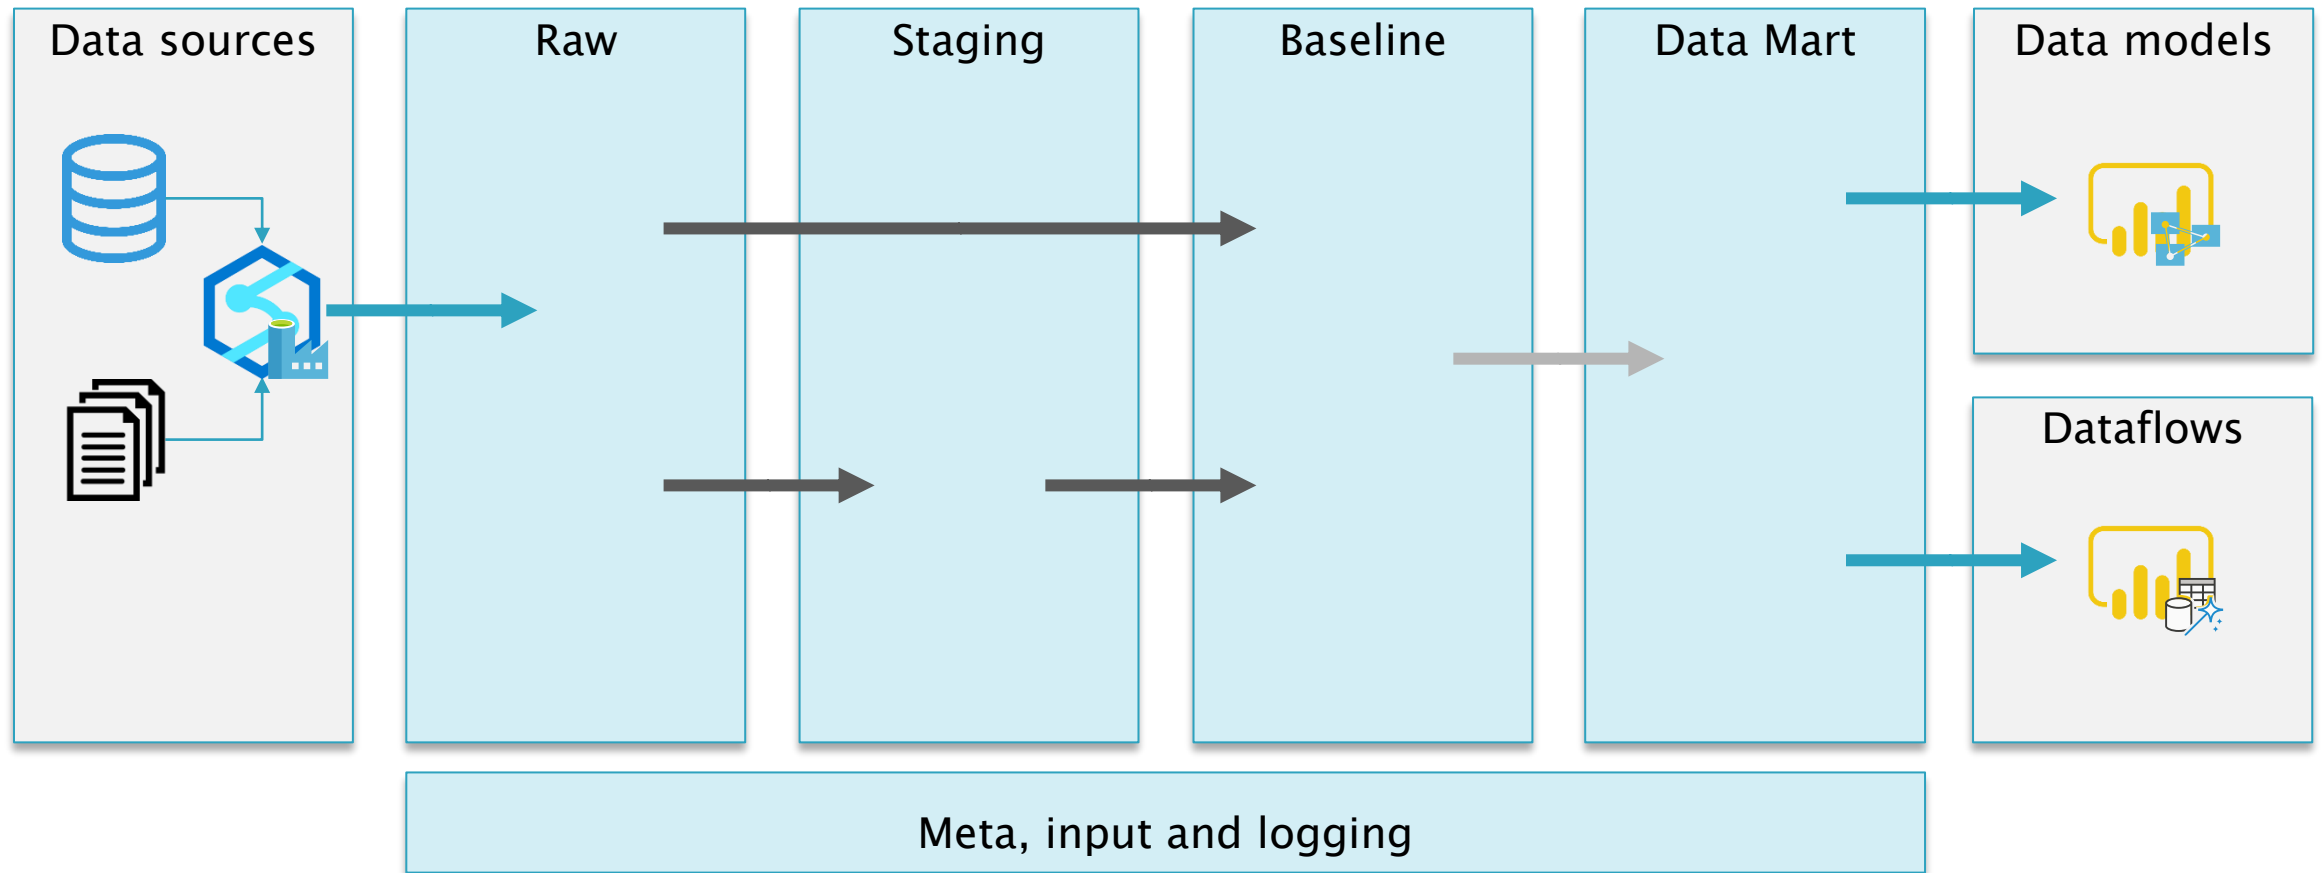 Data sources
Raw
Staging
Baseline
Data Mart
Data models
Dataflows
Meta, input and logging